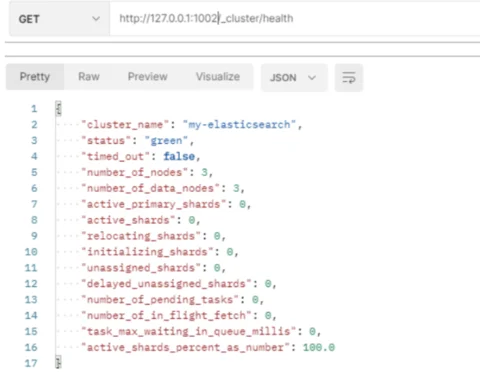 GET http://127.0.0.1:1002/_cluster/health
Pretty Raw Preview Visualize JSON
1 {
2 "cluster_name": "my-elasticsearch",
3 "status": "green",
4 "timed_out": false,
5 "number_of_nodes": 3,
6 "number_of_data_nodes": 3,
7 "active_primary_shards": 0,
8 "active_shards": 0,
9 "relocating_shards": 0,
10 "initializing_shards": 0,
11 "unassigned_shards": 0,
12 "delayed_unassigned_shards": 0,
13 "number_of_pending_tasks": 0,
14 "number_of_in_flight_fetch": 0,
15 "task_max_waiting_in_queue_millis": 0,
16 "active_shards_percent_as_number": 100.0
17 }